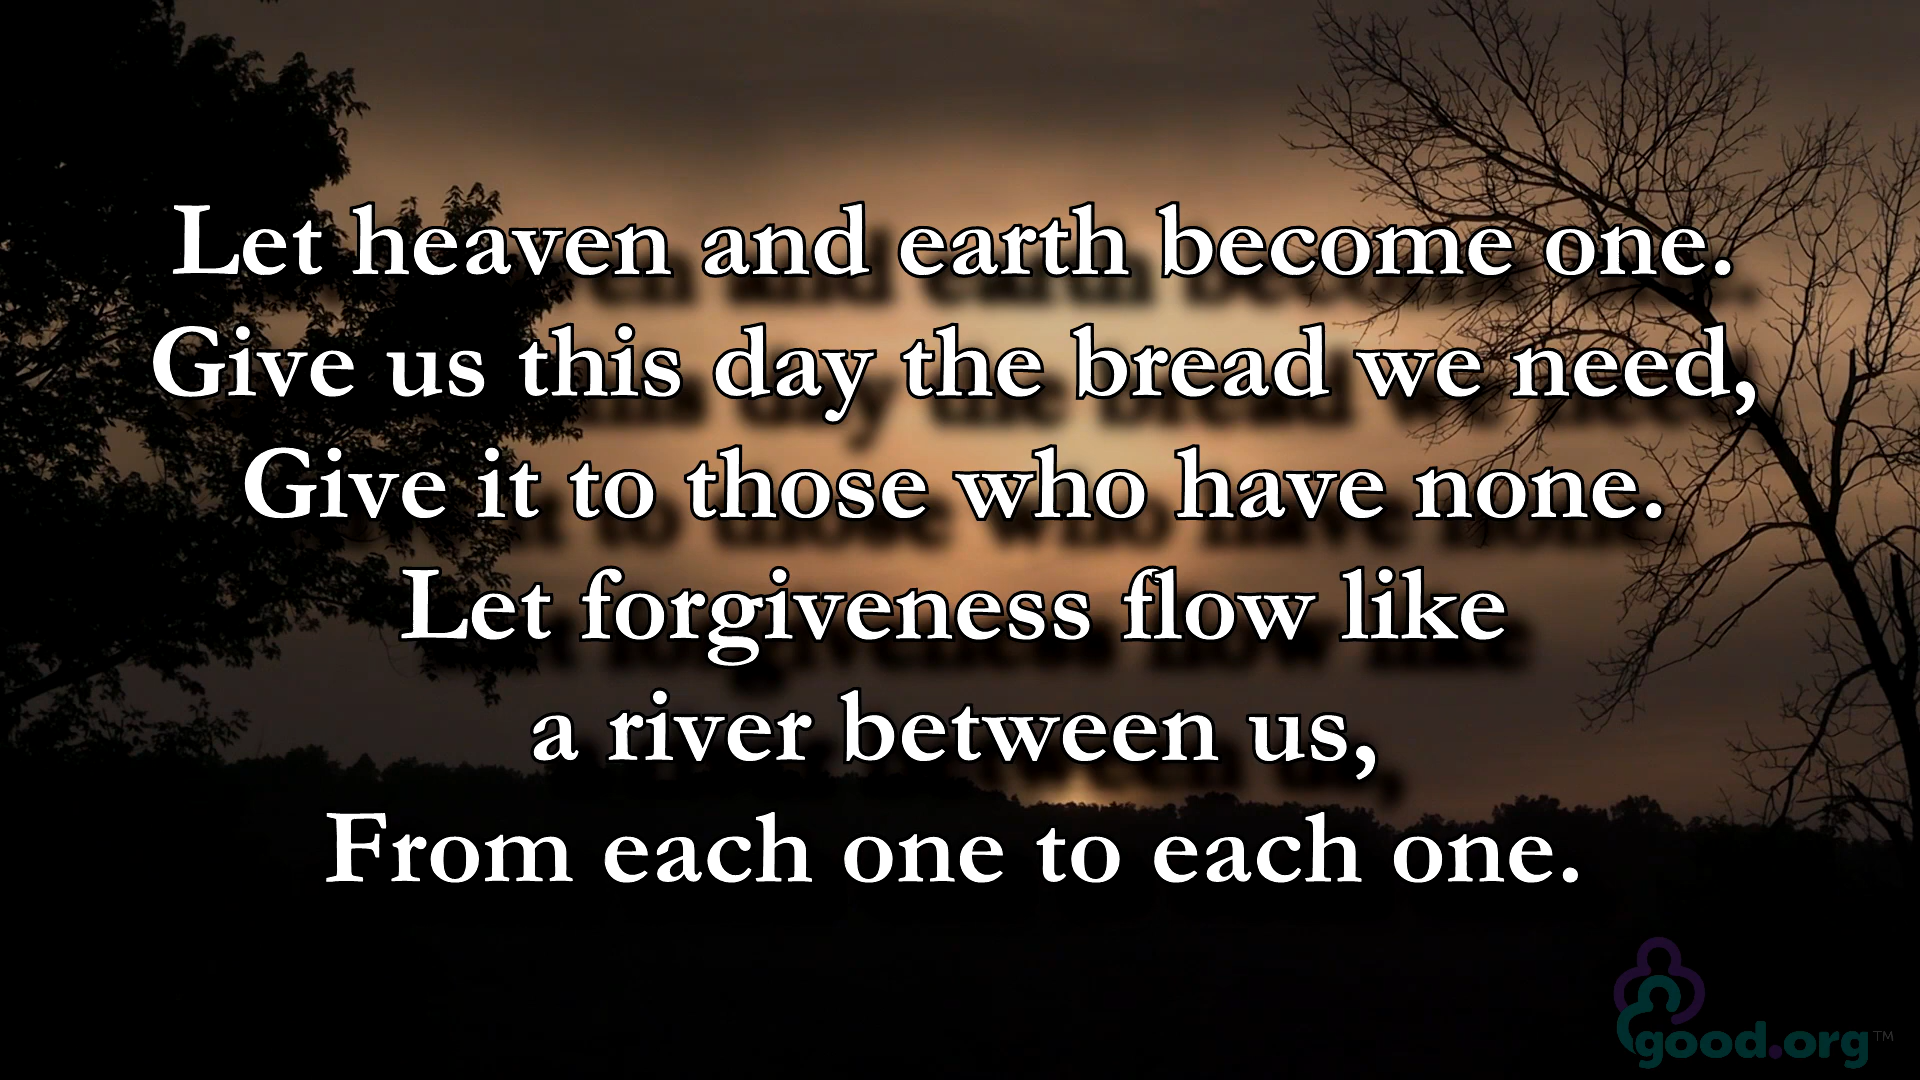 Let heaven and earth become one.
Give us this day the bread we need,
Give it to those who have none.
Let forgiveness flow like
a river between us,
From each one to each one.
good.org™